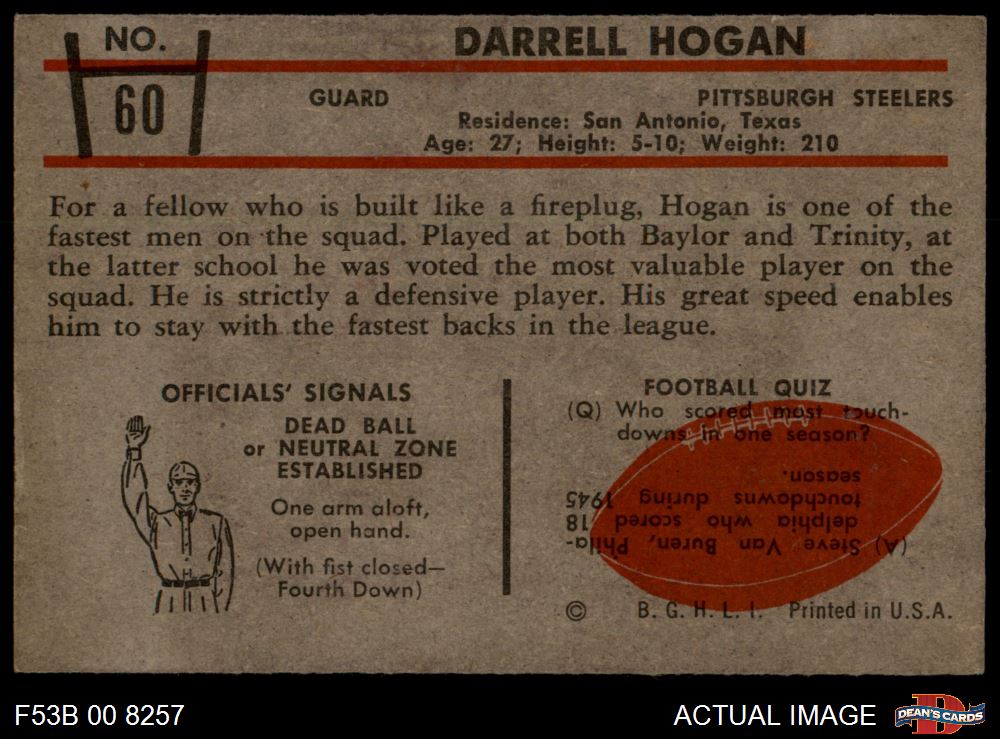 NO.
60
DARRELL HOGAN
GUARD PITTSBURGH STEELERS
Residence: San Antonio, Texas
Age: 27; Height: 5-10; Weight: 210
For a fellow who is built like a fireplug, Hogan is one of the
fastest men on the squad. Played at both Baylor and Trinity, at
the latter school he was voted the most valuable player on the
squad. He is strictly a defensive player. His great speed enables
him to stay with the fastest backs in the league.
OFFICIALS' SIGNALS
DEAD BALL
or NEUTRAL ZONE
ESTABLISHED
One arm aloft,
open hand.
(With fist closed—
Fourth Down)
FOOTBALL QUIZ
(Q) Who scored most touch-
downs in one season?
(A) Steve Van Buren, Phila-
delphia who scored 18
touchdowns during 1945
season.
© B. G. H. L. I. Printed in U.S.A.
F53B 00 8257
ACTUAL IMAGE
D
DEAN'S CARDS